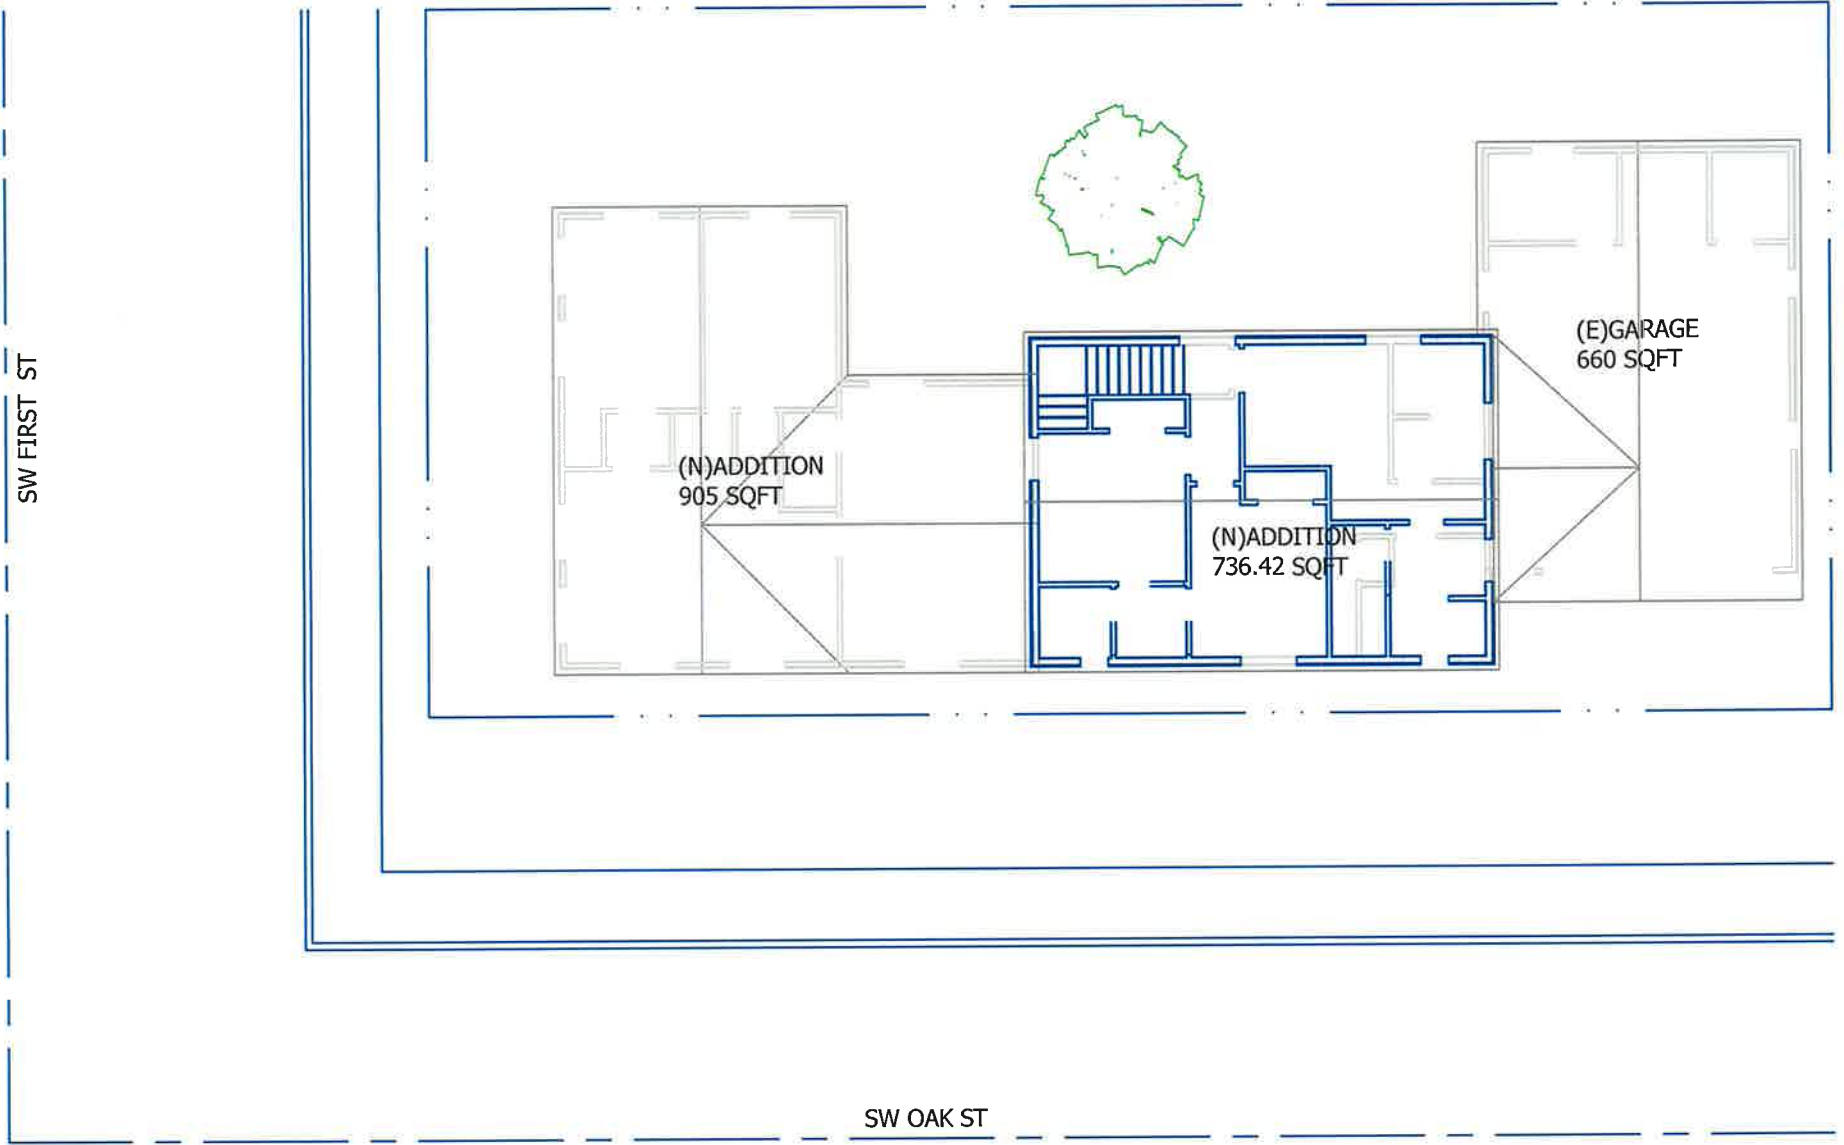 SW FIRST ST
(E)GARAGE
660 SQFT
(N)ADDITION
905 SQFT
(N)ADDITION
736.42 SQFT
SW OAK ST